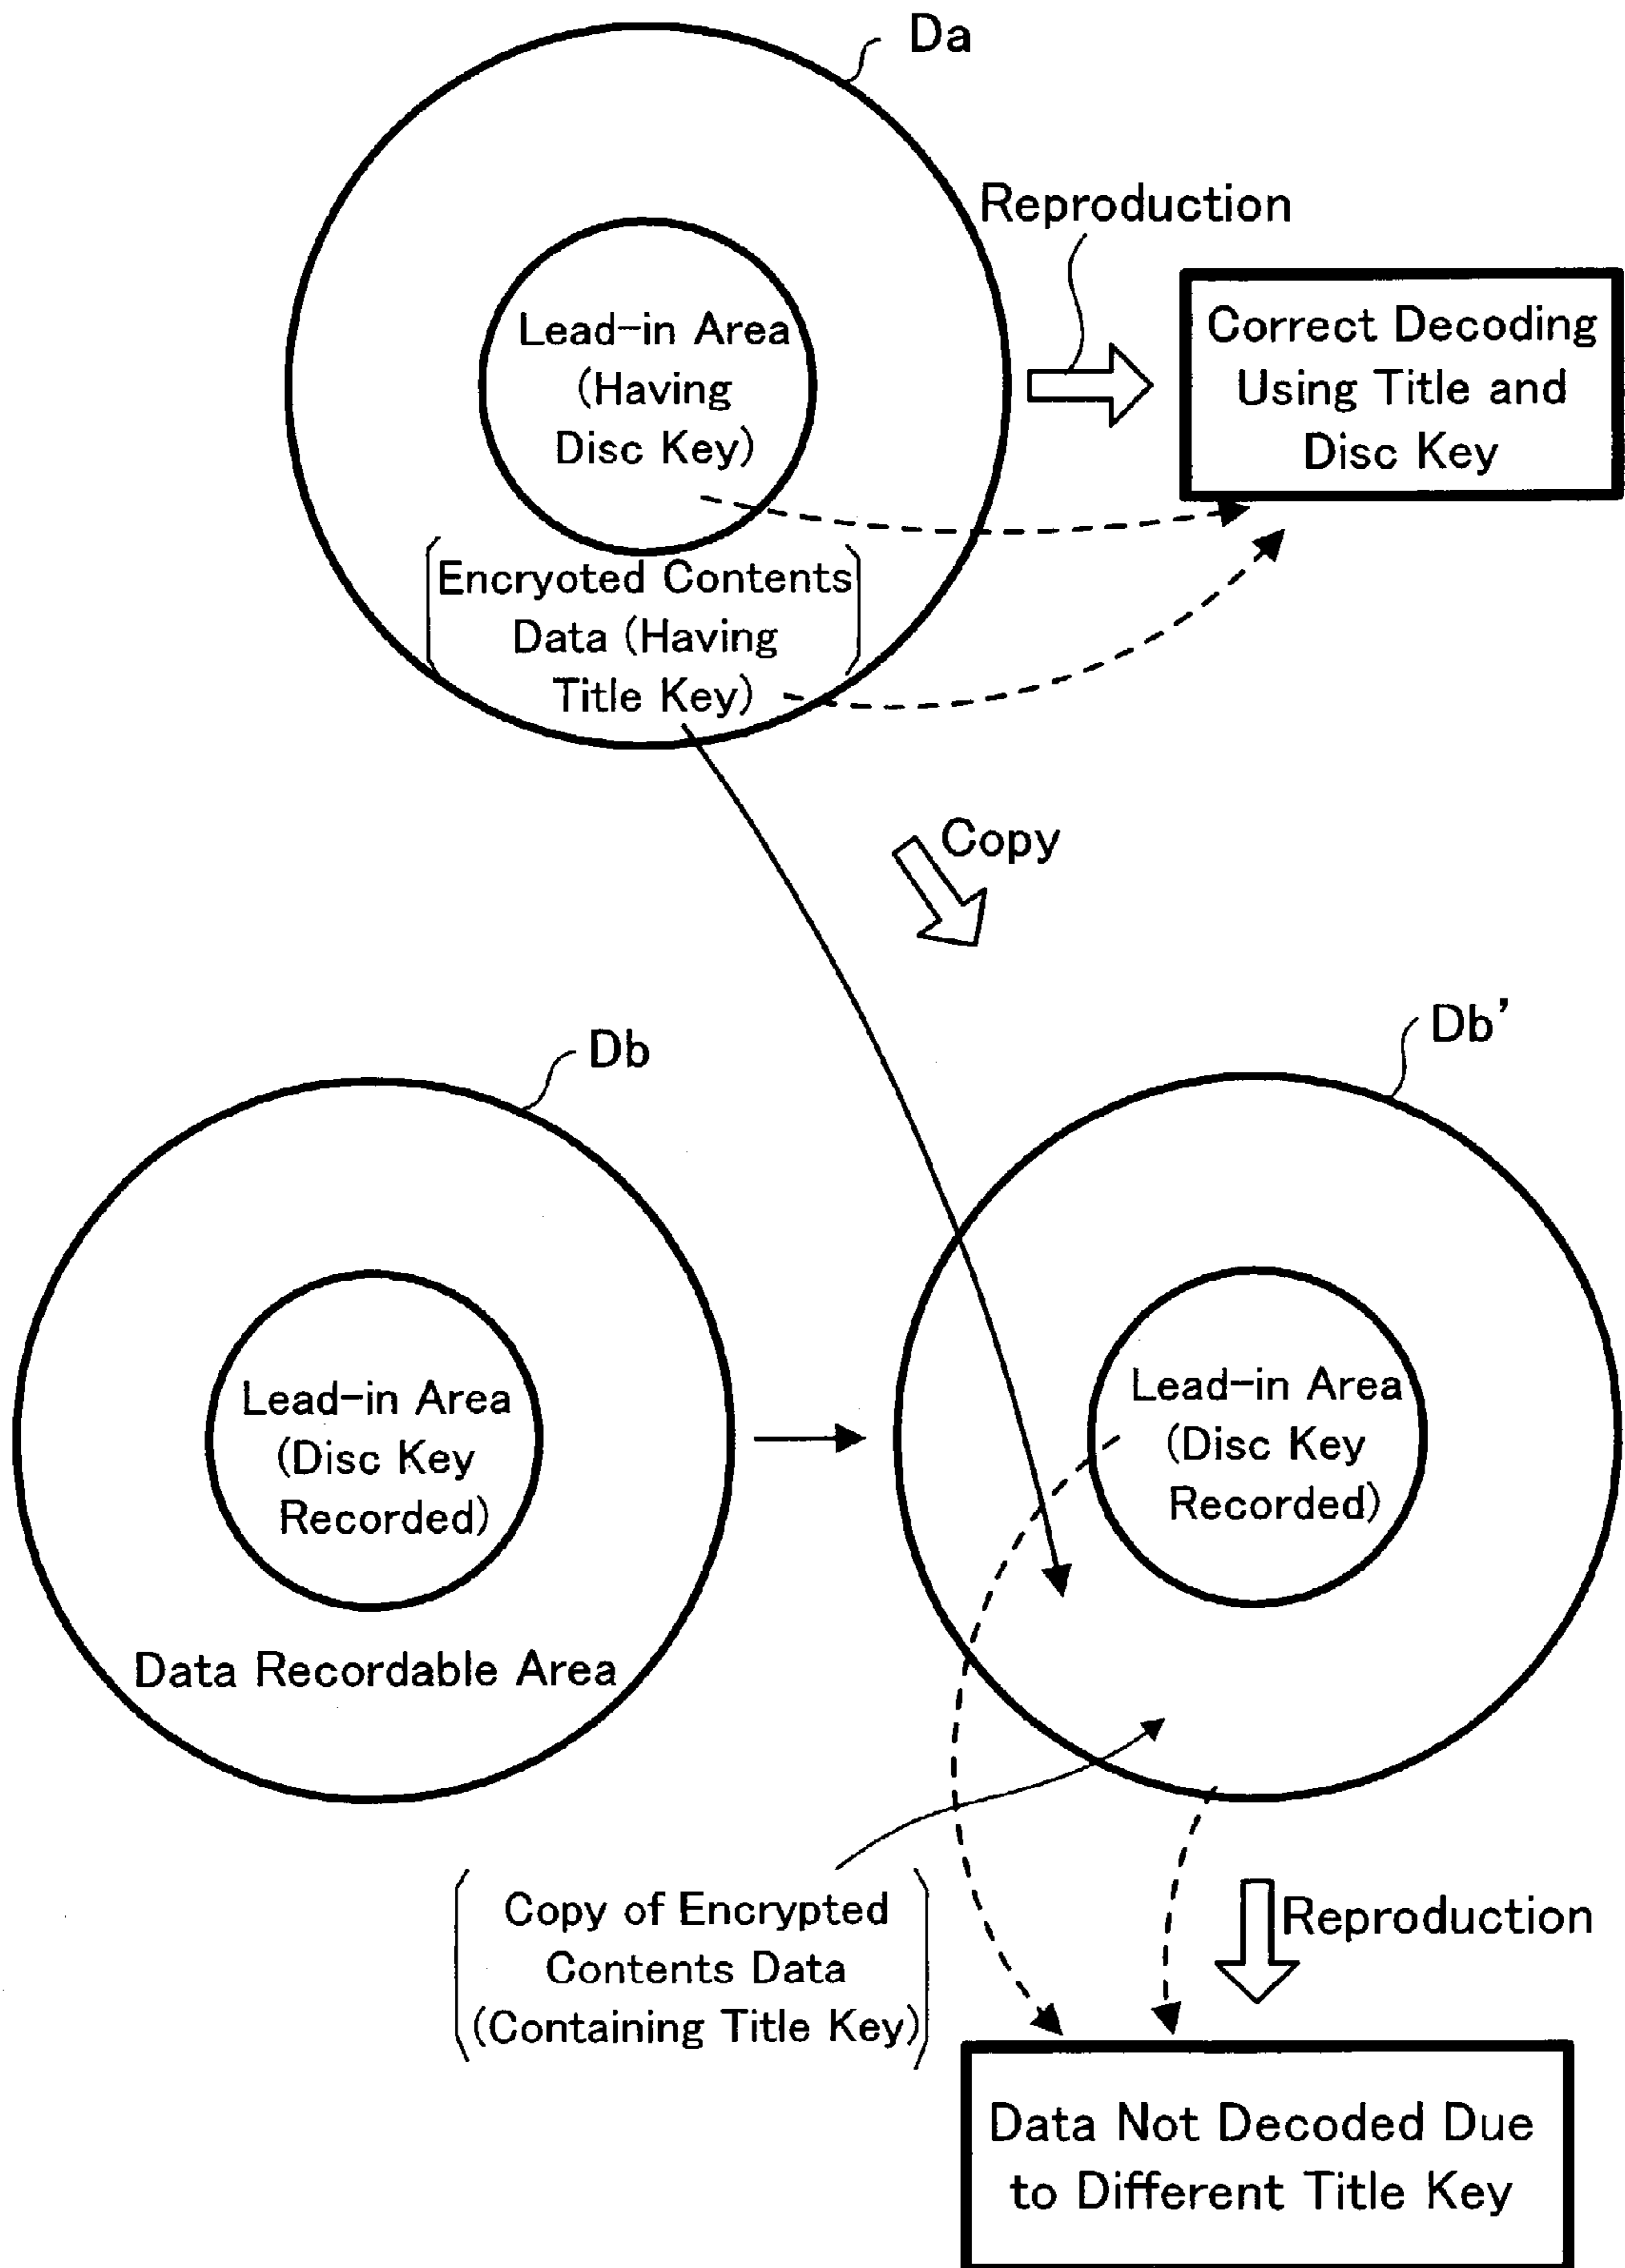 Da
Reproduction
Lead-in Area
(Having
Disc Key)
Correct Decoding
Using Title and
Disc Key
Encryoted Contents
Data (Having
Title Key)
Copy
Db
Db'
Lead-in Area
(Disc Key
Recorded)
Data Recordable Area
Lead-in Area
(Disc Key
Recorded)
Copy of Encrypted
Contents Data
(Containing Title Key)
Reproduction
Data Not Decoded Due
to Different Title Key